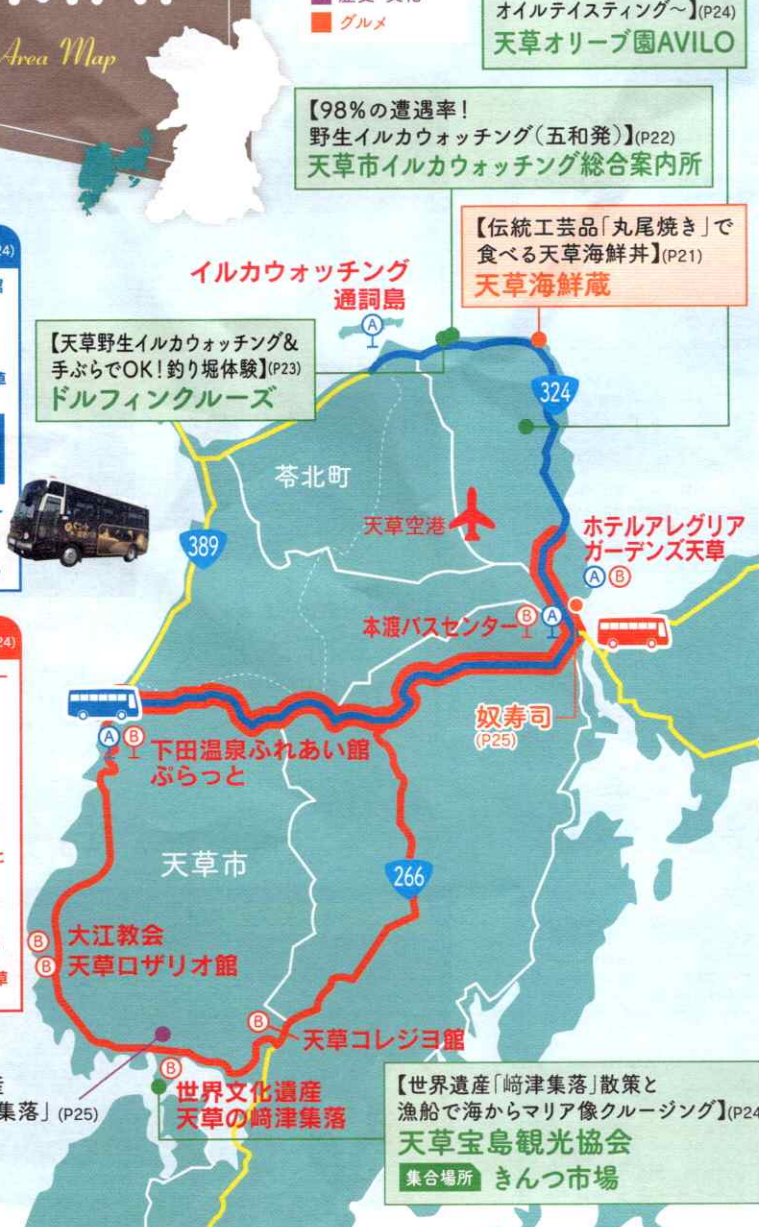 Area Map
グルメ
オイルテイスティング〜】(P24)
天草オリーブ園AVILO
【98%の遭遇率!
野生イルカウォッチング(五和発)】(P22)
天草市イルカウォッチング総合案内所
【伝統工芸品「丸尾焼き」で
食べる天草海鮮丼】(P21)
天草海鮮蔵
イルカウォッチング
通詞島
A
【天草野生イルカウォッチング&
手ぶらでOK!釣り堀体験】(P23)
ドルフィンクルーズ
324
苓北町
天草空港
389
ホテルアレグリア
ガーデンズ天草
A B
本渡バスセンター B A
奴寿司
(P25)
A B 下田温泉ふれあい館
ぷらっと
天草市
266
B 大江教会
B 天草ロザリオ館
B 天草コレジヨ館
B 世界文化遺産
天草の﨑津集落
集落」(P25)
【世界遺産「﨑津集落」散策と
漁船で海からマリア像クルージング】(P24
天草宝島観光協会
集合場所 きんつ市場